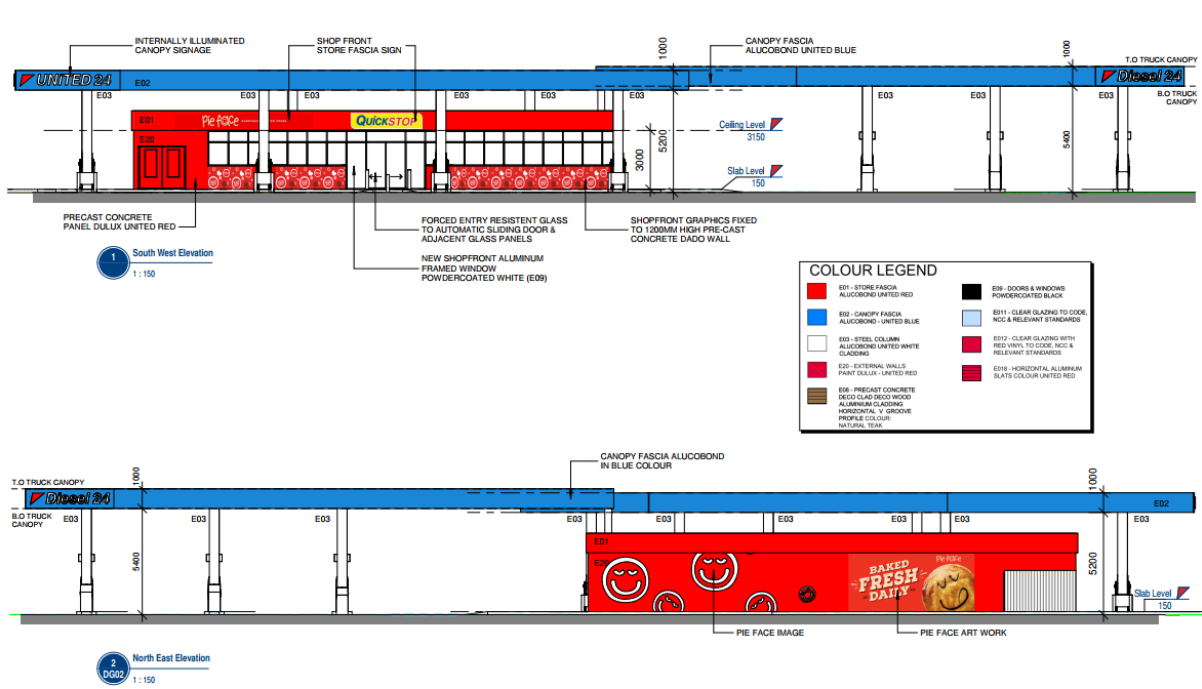 INTERNALLY ILLUMINATED
CANOPY SIGNAGE
SHOP FRONT
STORE FASCIA SIGN
CANOPY FASCIA
ALUCOBOND UNITED BLUE
1000
1000
T.O TRUCK CANOPY
UNITED 24
E02
Diesel 24
B.O TRUCK
CANOPY
E03
E03
E03
E03
E03
E03
E03
E03
E03
E01
Pie face
QUICKSTOP
E20
Ceiling Level
3150
3000
5200
5400
Slab Level
150
PRECAST CONCRETE
PANEL DULUX UNITED RED
FORCED ENTRY RESISTENT GLASS
TO AUTOMATIC SLIDING DOOR &
ADJACENT GLASS PANELS
SHOPFRONT GRAPHICS FIXED
TO 1200MM HIGH PRE-CAST
CONCRETE DADO WALL
NEW SHOPFRONT ALUMINUM
FRAMED WINDOW
POWDERCOATED WHITE (E09)
1
South West Elevation
1 : 150
COLOUR LEGEND
E01 - STORE FASCIA
ALUCOBOND UNITED RED
E02 - CANOPY FASCIA
ALUCOBOND - UNITED BLUE
E03 - STEEL COLUMN
ALUCOBOND UNITED WHITE
CLADDING
E20 - EXTERNAL WALLS
PAINT DULUX - UNITED RED
E06 - PRECAST CONCRETE
DECO CLAD DECO WOOD
ALUMINIUM CLADDING
HORIZONTAL V GROOVE
PROFILE COLOUR:
NATURAL TEAK
E09 - DOORS & WINDOWS
POWDERCOATED BLACK
E011 - CLEAR GLAZING TO CODE,
NCC & RELEVANT STANDARDS
E012 - CLEAR GLAZING WITH
RED VINYL TO CODE, NCC &
RELEVANT STANDARDS
E018 - HORIZONTAL ALUMINUM
SLATS COLOUR UNITED RED
CANOPY FASCIA ALUCOBOND
IN BLUE COLOUR
T.O TRUCK CANOPY
1000
1000
Diesel 24
E02
B.O TRUCK
CANOPY
E03
E03
E03
E03
E03
E03
E03
E03
E03
E01
E20
BAKED
FRESH
DAILY
Pie face
5400
5200
Slab Level
150
PIE FACE IMAGE
PIE FACE ART WORK
2
DG02
North East Elevation
1 : 150